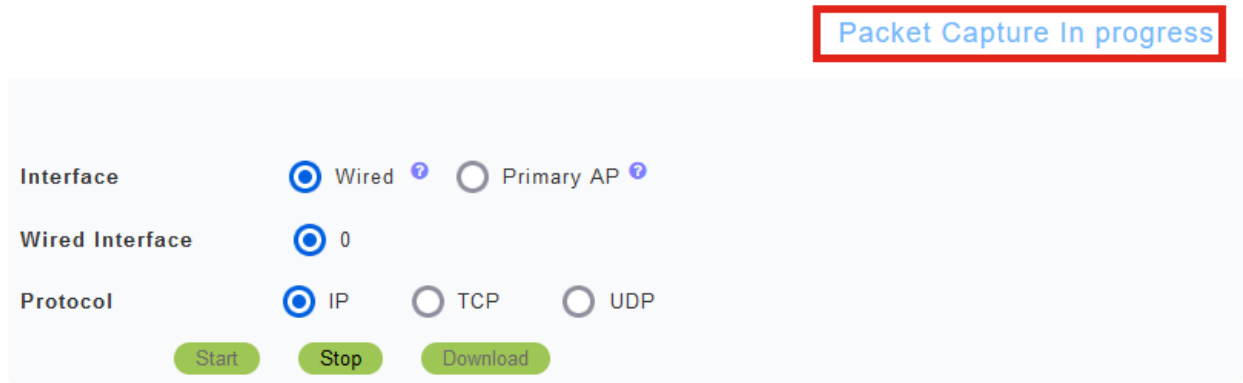 Packet Capture In progress
Interface Wired ? Primary AP ?
Wired Interface 0
Protocol IP TCP UDP
Start Stop Download